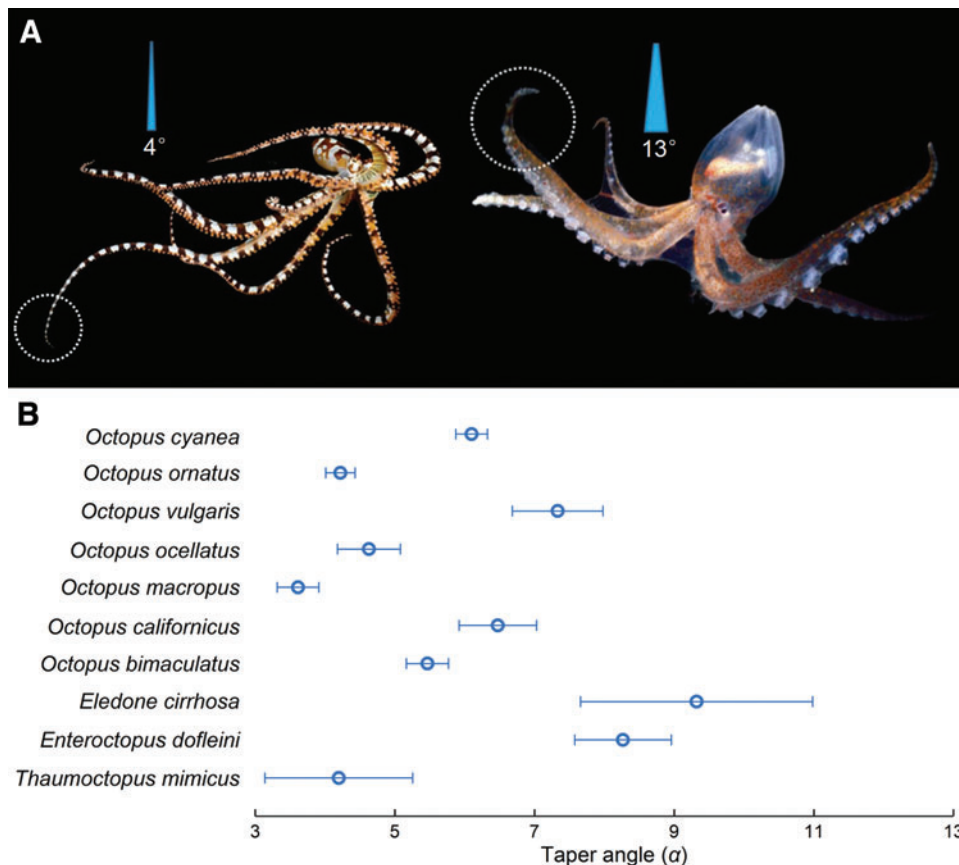 A
4°
13°
B
Octopus cyanea
Octopus ornatus
Octopus vulgaris
Octopus ocellatus
Octopus macropus
Octopus californicus
Octopus bimaculatus
Eledone cirrhosa
Enteroctopus dofleini
Thaumoctopus mimicus
3 5 7 9 11 13
Taper angle (α)